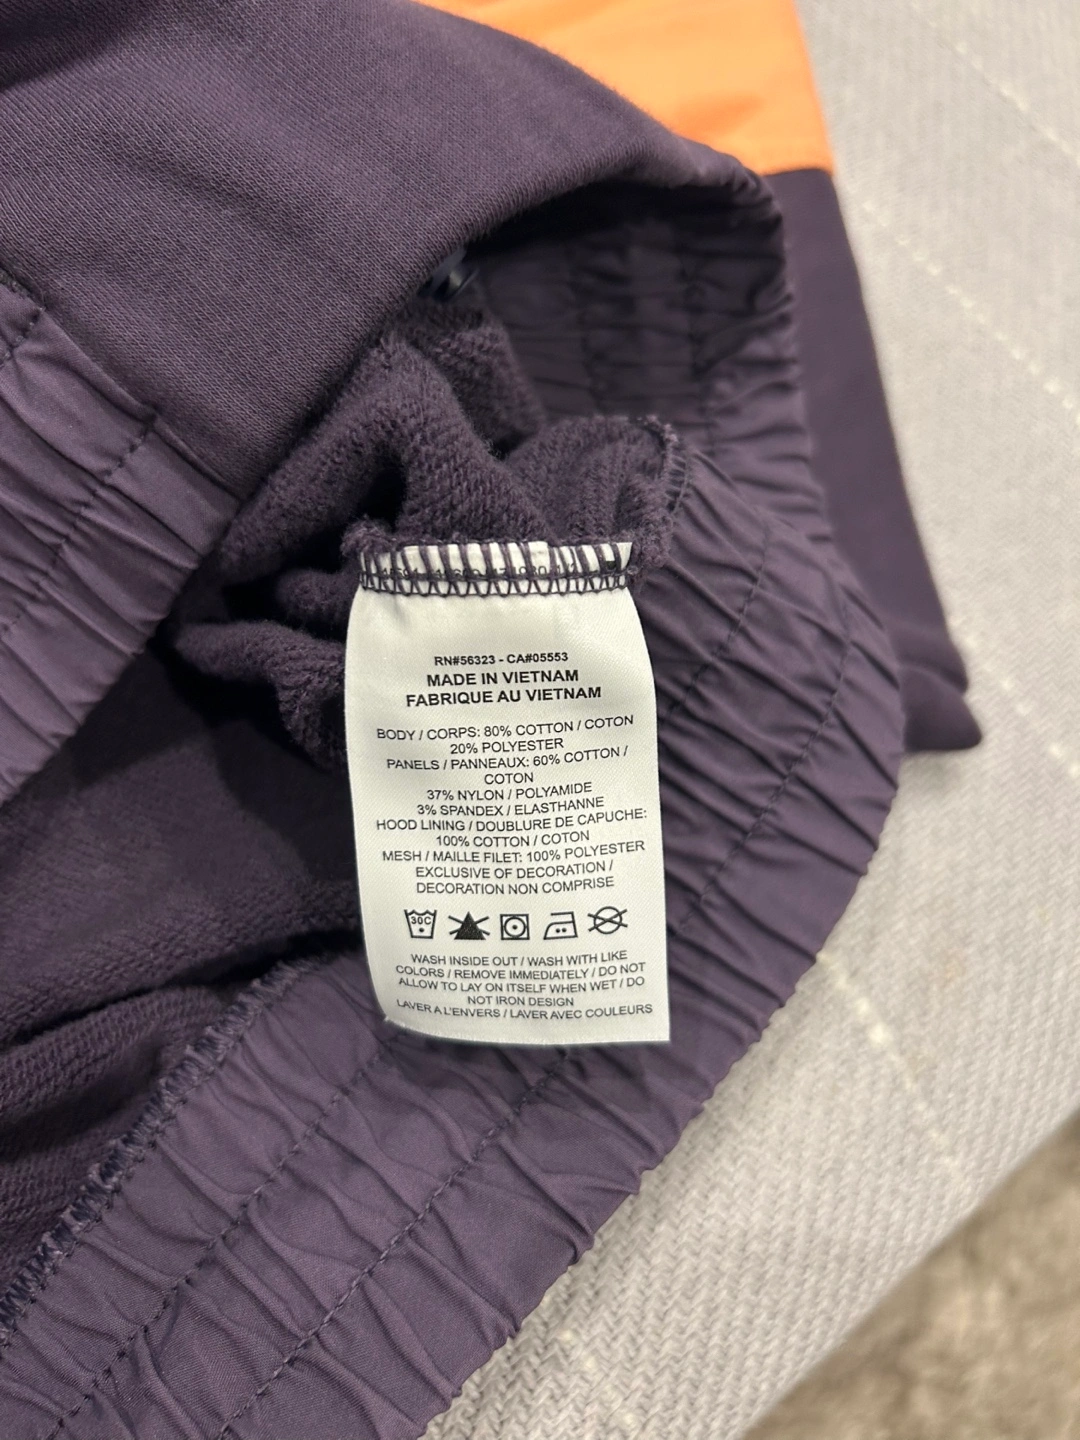 RN#56323 - CA#05553
MADE IN VIETNAM
FABRIQUE AU VIETNAM
BODY / CORPS: 80% COTTON / COTON
20% POLYESTER
PANELS / PANNEAUX: 60% COTTON /
COTON
37% NYLON / POLYAMIDE
3% SPANDEX / ELASTHANNE
HOOD LINING / DOUBLURE DE CAPUCHE:
100% COTTON / COTON
MESH / MAILLE FILET: 100% POLYESTER
EXCLUSIVE OF DECORATION /
DECORATION NON COMPRISE
30C
WASH INSIDE OUT / WASH WITH LIKE
COLORS / REMOVE IMMEDIATELY / DO NOT
ALLOW TO LAY ON ITSELF WHEN WET / DO
NOT IRON DESIGN
LAVER A L'ENVERS / LAVER AVEC COULEURS